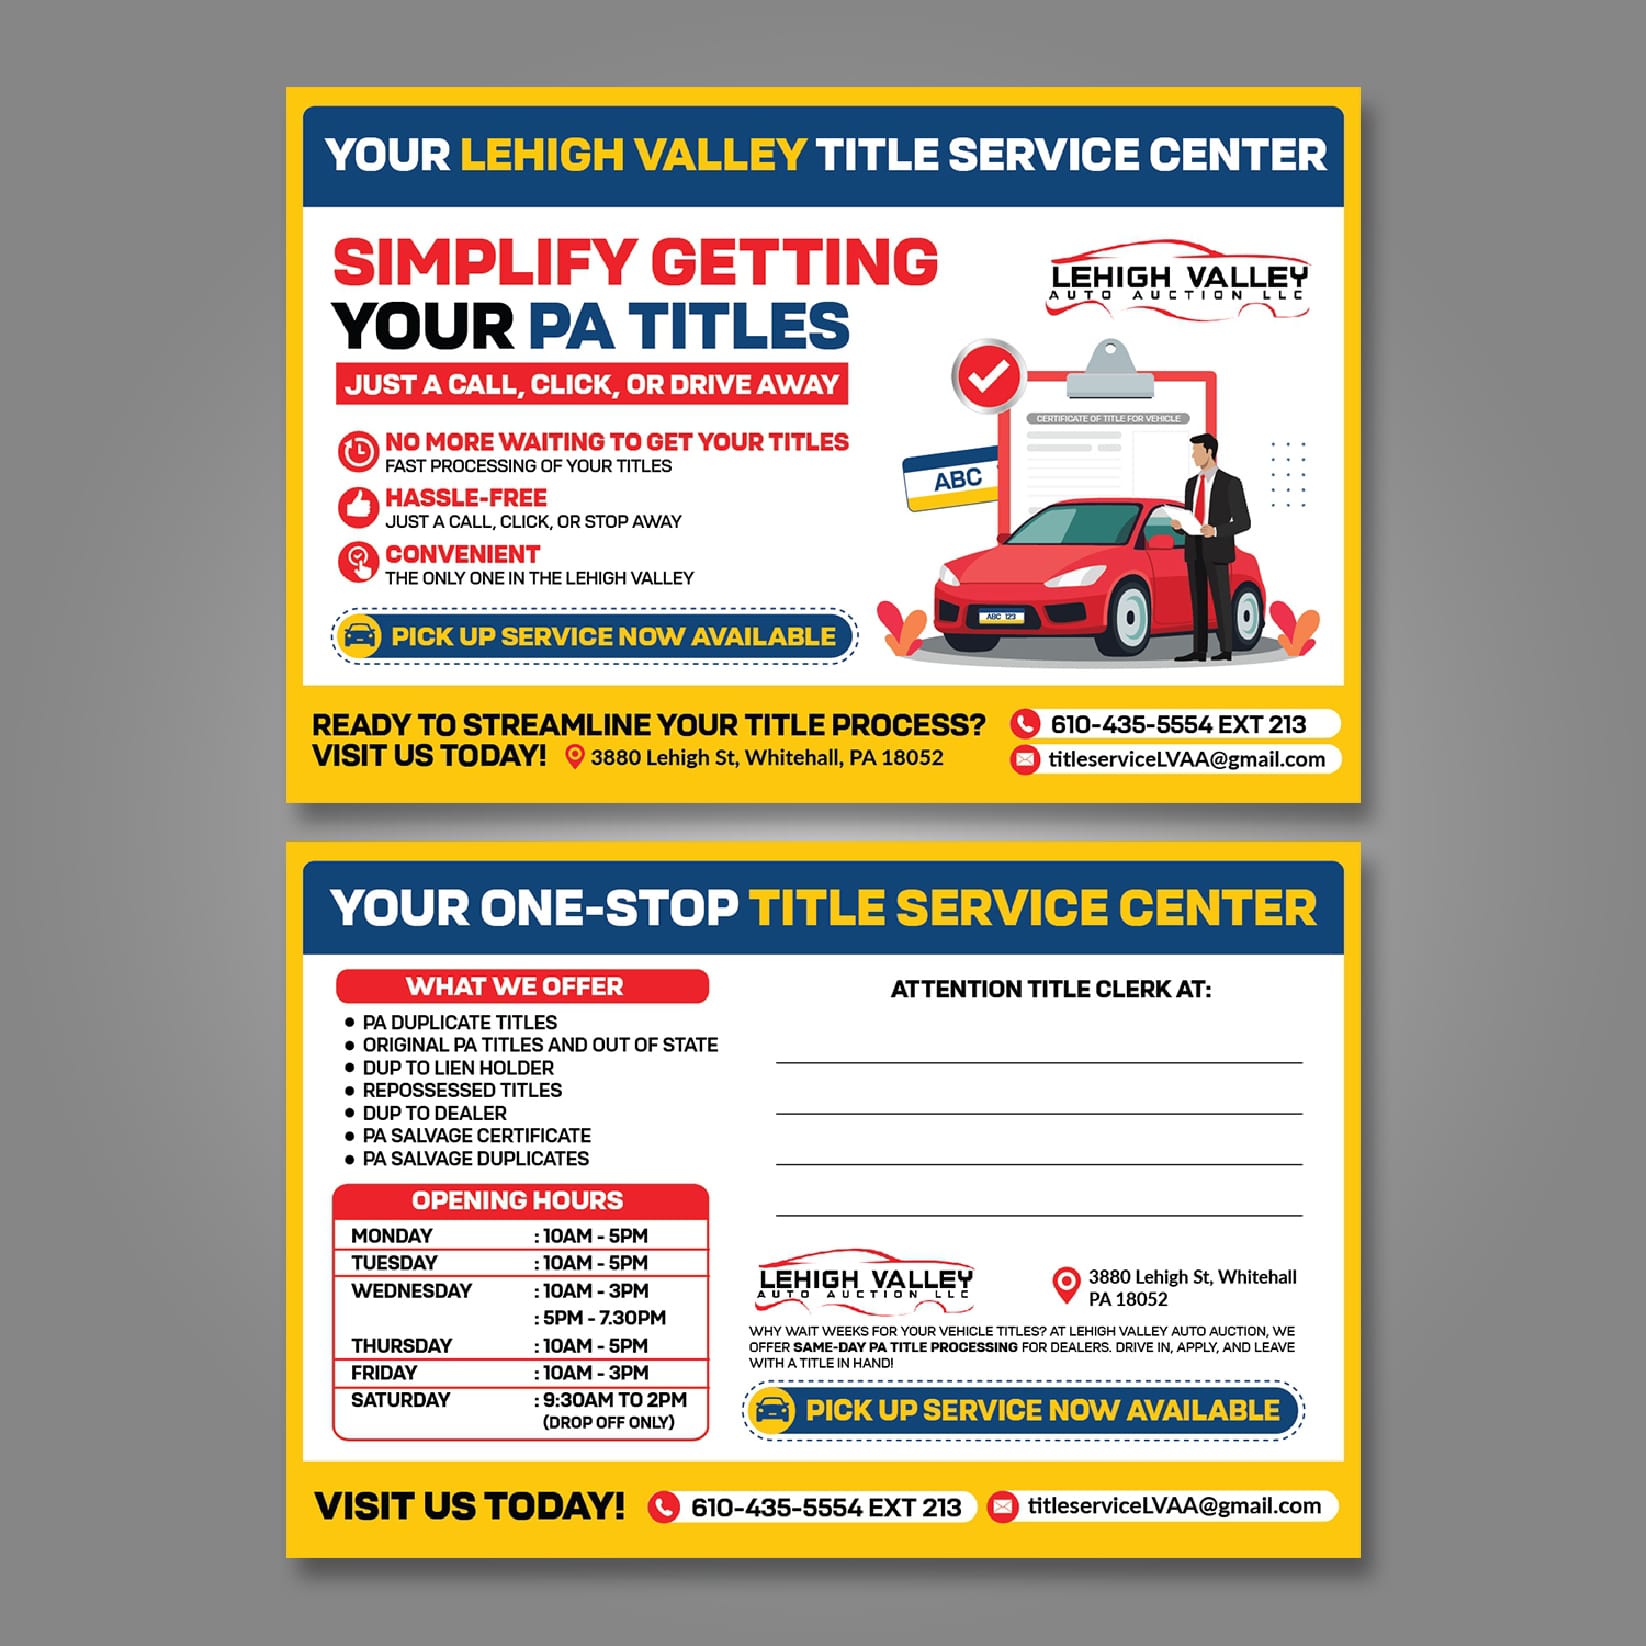 YOUR LEHIGH VALLEY TITLE SERVICE CENTER
SIMPLIFY GETTING
YOUR PA TITLES
JUST A CALL, CLICK, OR DRIVE AWAY
NO MORE WAITING TO GET YOUR TITLES
FAST PROCESSING OF YOUR TITLES
HASSLE-FREE
JUST A CALL, CLICK, OR STOP AWAY
CONVENIENT
THE ONLY ONE IN THE LEHIGH VALLEY
PICK UP SERVICE NOW AVAILABLE
LEHIGH VALLEY
AUTO AUCTION LLC
CERTIFICATE OF TITLE FOR VEHICLE
ABC
ABC 123
READY TO STREAMLINE YOUR TITLE PROCESS?
VISIT US TODAY! 3880 Lehigh St, Whitehall, PA 18052
610-435-5554 EXT 213
titleserviceLVAA@gmail.com
YOUR ONE-STOP TITLE SERVICE CENTER
WHAT WE OFFER
• PA DUPLICATE TITLES
• ORIGINAL PA TITLES AND OUT OF STATE
• DUP TO LIEN HOLDER
• REPOSSESSED TITLES
• DUP TO DEALER
• PA SALVAGE CERTIFICATE
• PA SALVAGE DUPLICATES
OPENING HOURS
MONDAY : 10AM - 5PM
TUESDAY : 10AM - 5PM
WEDNESDAY : 10AM - 3PM
: 5PM - 7.30PM
THURSDAY : 10AM - 5PM
FRIDAY : 10AM - 3PM
SATURDAY : 9:30AM TO 2PM
(DROP OFF ONLY)
ATTENTION TITLE CLERK AT:
LEHIGH VALLEY
AUTO AUCTION LLC
3880 Lehigh St, Whitehall
PA 18052
WHY WAIT WEEKS FOR YOUR VEHICLE TITLES? AT LEHIGH VALLEY AUTO AUCTION, WE
OFFER SAME-DAY PA TITLE PROCESSING FOR DEALERS. DRIVE IN, APPLY, AND LEAVE
WITH A TITLE IN HAND!
PICK UP SERVICE NOW AVAILABLE
VISIT US TODAY! 610-435-5554 EXT 213 titleserviceLVAA@gmail.com